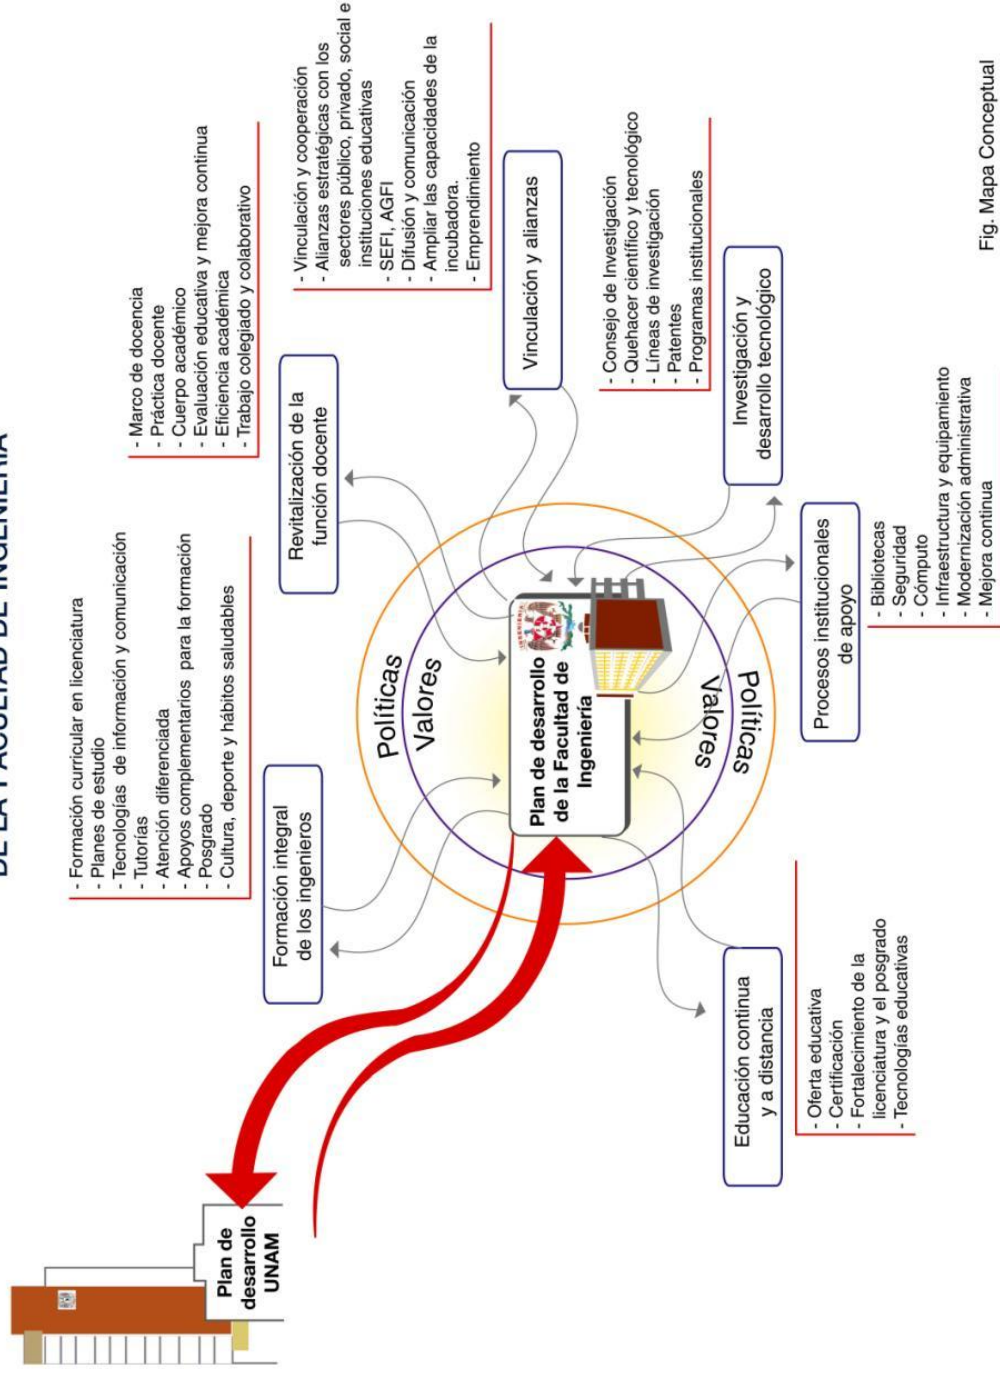 DE LA FACULTAD DE INGENIERÍA
Plan de
desarrollo
UNAM
Formación integral
de los ingenieros
- Formación curricular en licenciatura
- Planes de estudio
- Tecnologías de información y comunicación
- Tutorías
- Atención diferenciada
- Apoyos complementarios para la formación
- Posgrado
- Cultura, deporte y hábitos saludables
Revitalización de la
función docente
- Marco de docencia
- Práctica docente
- Cuerpo académico
- Evaluación educativa y mejora continua
- Eficiencia académica
- Trabajo colegiado y colaborativo
Vinculación y alianzas
- Vinculación y cooperación
- Alianzas estratégicas con los
sectores público, privado, social e
instituciones educativas
- SEFI, AGFI
- Difusión y comunicación
- Ampliar las capacidades de la
incubadora.
- Emprendimiento
Políticas
Valores
Plan de desarrollo
de la Facultad de
Ingeniería
Valores
Políticas
Investigación y
desarrollo tecnológico
- Consejo de Investigación
- Quehacer científico y tecnológico
- Líneas de investigación
- Patentes
- Programas institucionales
Educación continua
y a distancia
- Oferta educativa
- Certificación
- Fortalecimiento de la
licenciatura y el posgrado
- Tecnologías educativas
Procesos institucionales
de apoyo
- Bibliotecas
- Seguridad
- Cómputo
- Infraestructura y equipamiento
- Modernización administrativa
- Mejora continua
Fig. Mapa Conceptual